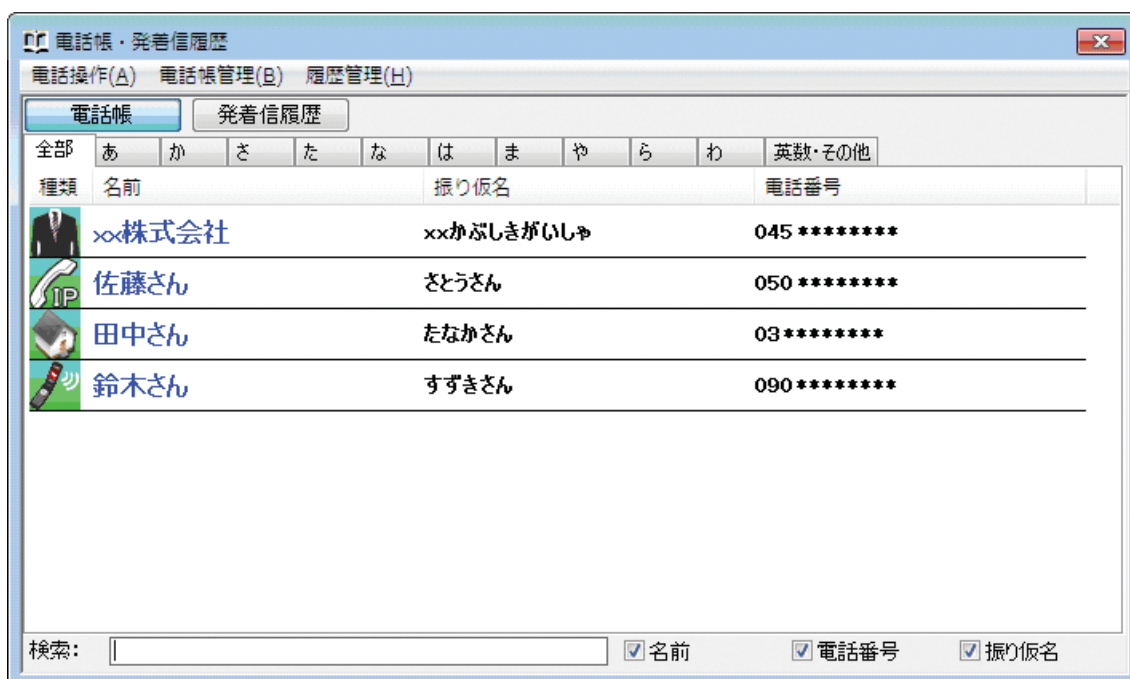 電話帳・発着信履歴
電話操作(A) 電話帳管理(B) 履歴管理(H)
電話帳 発着信履歴
全部 あ か さ た な は ま や ら わ 英数・その他
種類 名前 振り仮名 電話番号
xx株式会社 xxかぶしきがいしゃ 045********
IP 佐藤さん さとうさん 050********
田中さん たなかさん 03********
鈴木さん すずきさん 090********
検索: 名前 電話番号 振り仮名